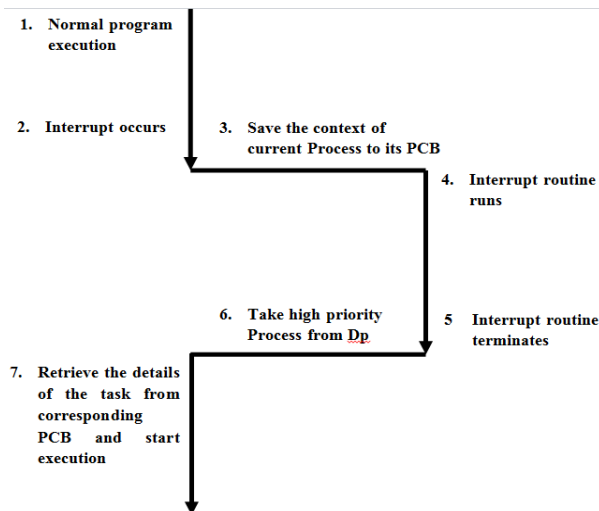 1. Normal program
execution
2. Interrupt occurs
3. Save the context of
current Process to its PCB
4. Interrupt routine
runs
6. Take high priority
Process from Dp
5 Interrupt routine
terminates
7. Retrieve the details
of the task from
corresponding
PCB and start
execution